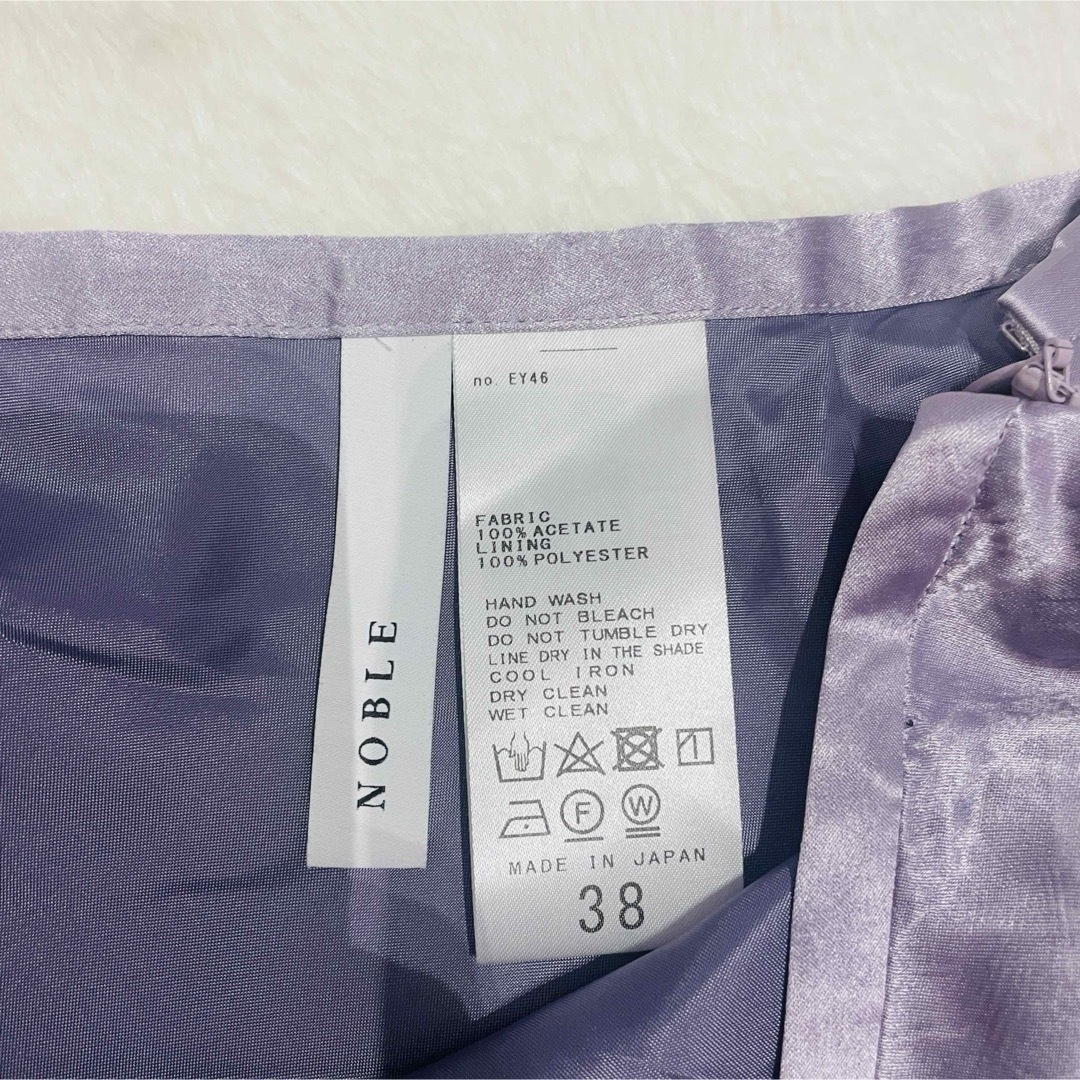 NOBLE
no. EY46
FABRIC
100% ACETATE
LINING
100% POLYESTER
HAND WASH
DO NOT BLEACH
DO NOT TUMBLE DRY
LINE DRY IN THE SHADE
COOL IRON
DRY CLEAN
WET CLEAN
F W
MADE IN JAPAN
38